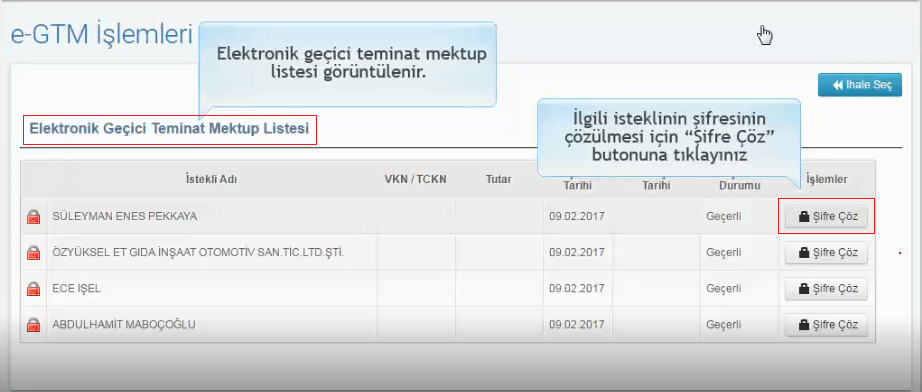 e-GTM İşlemleri
Elektronik geçici teminat mektup
listesi görüntülenir.
İhale Seç
Elektronik Geçici Teminat Mektup Listesi
İlgili isteklinin şifresinin
çözülmesi için “Şifre Çöz”
butonuna tıklayınız
İstekli Adı VKN / TCKN Tutar Tarihi Tarihi Durumu İşlemler
SÜLEYMAN ENES PEKKAYA 09.02.2017 Geçerli Şifre Çöz
ÖZYÜKSEL ET GIDA İNŞAAT OTOMOTİV SAN.TİC.LTD.ŞTİ. 09.02.2017 Geçerli Şifre Çöz
ECE İŞEL 09.02.2017 Geçerli Şifre Çöz
ABDULHAMİT MABOÇOĞLU 09.02.2017 Geçerli Şifre Çöz